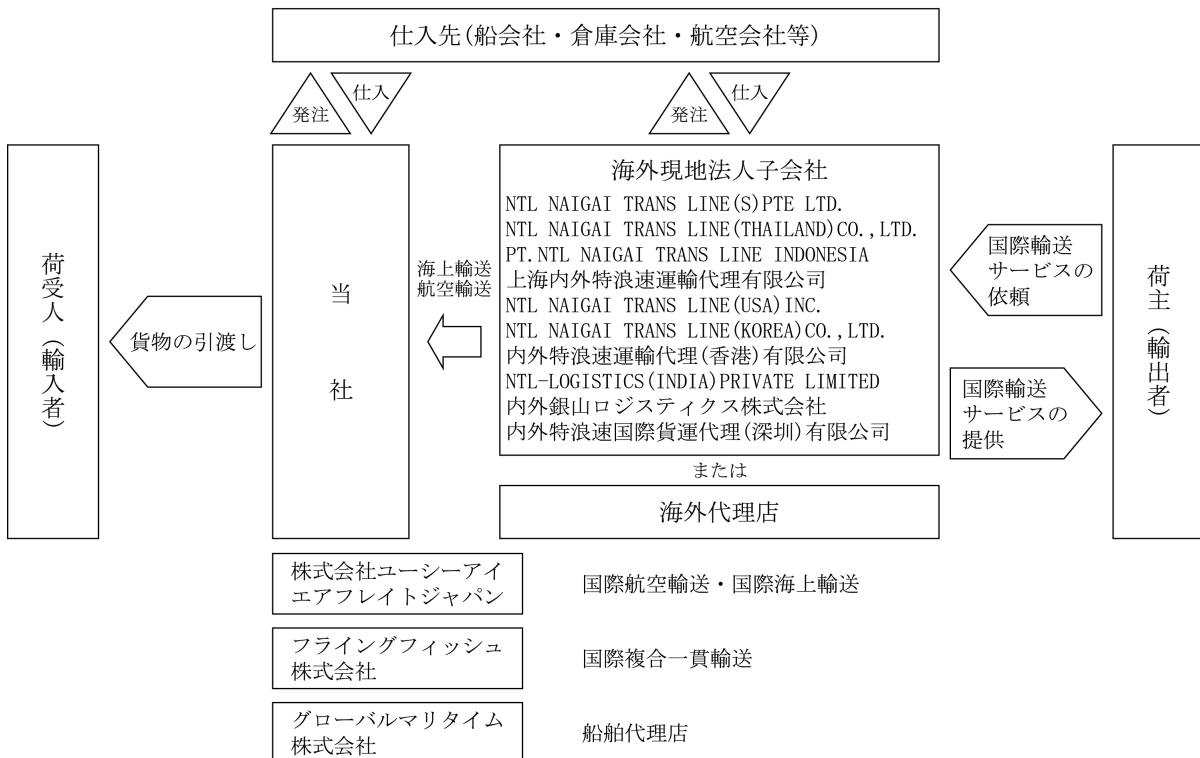 仕入先(船会社・倉庫会社・航空会社等)
発注
仕入
発注
仕入
荷受人（輸入者）
貨物の引渡し
当社
海上輸送
航空輸送
海外現地法人子会社
NTL NAIGAI TRANS LINE(S)PTE LTD.
NTL NAIGAI TRANS LINE(THAILAND)CO.,LTD.
PT.NTL NAIGAI TRANS LINE INDONESIA
上海内外特浪速運輸代理有限公司
NTL NAIGAI TRANS LINE(USA)INC.
NTL NAIGAI TRANS LINE(KOREA)CO.,LTD.
内外特浪速運輸代理(香港)有限公司
NTL-LOGISTICS(INDIA)PRIVATE LIMITED
内外銀山ロジスティクス株式会社
内外特浪速国際貨運代理(深圳)有限公司
または
海外代理店
国際輸送
サービスの
依頼
国際輸送
サービスの
提供
荷主（輸出者）
株式会社ユーシーアイ
エアフレイトジャパン
国際航空輸送・国際海上輸送
フライングフィッシュ
株式会社
国際複合一貫輸送
グローバルマリタイム
株式会社
船舶代理店